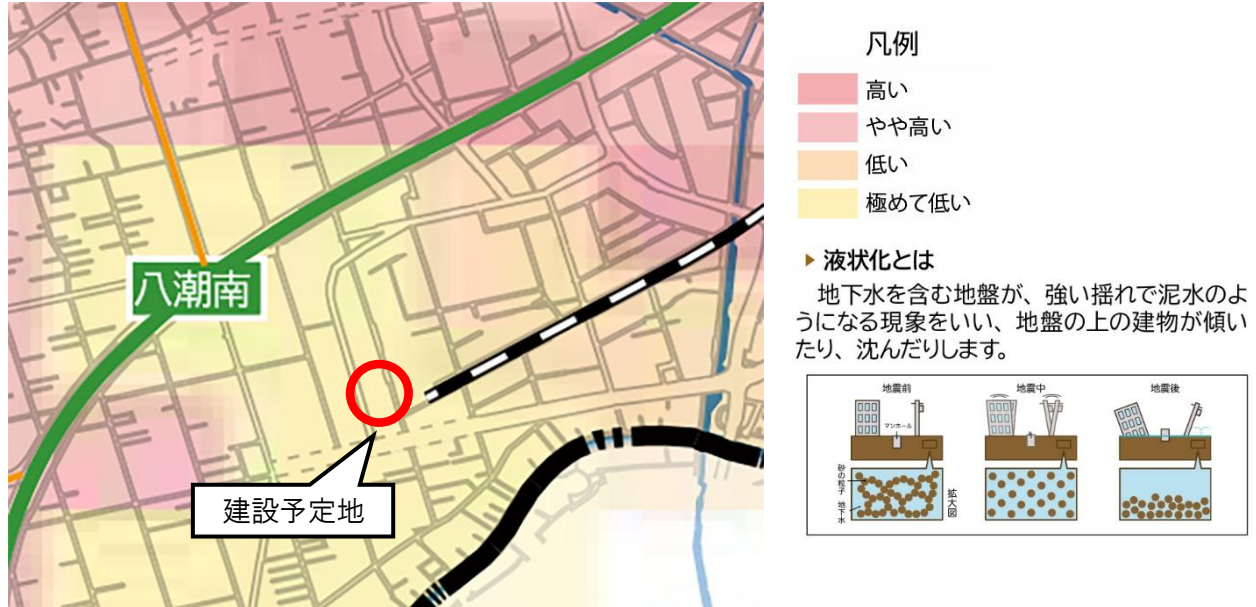 八潮南
建設予定地
凡例
高い
やや高い
低い
極めて低い
液状化とは
地下水を含む地盤が、強い揺れで泥水のよ
うになる現象をいい、地盤の上の建物が傾い
たり、沈んだりします。
地震前
地震中
地震後
マンホール
砂の粒子
地下水
拡大図